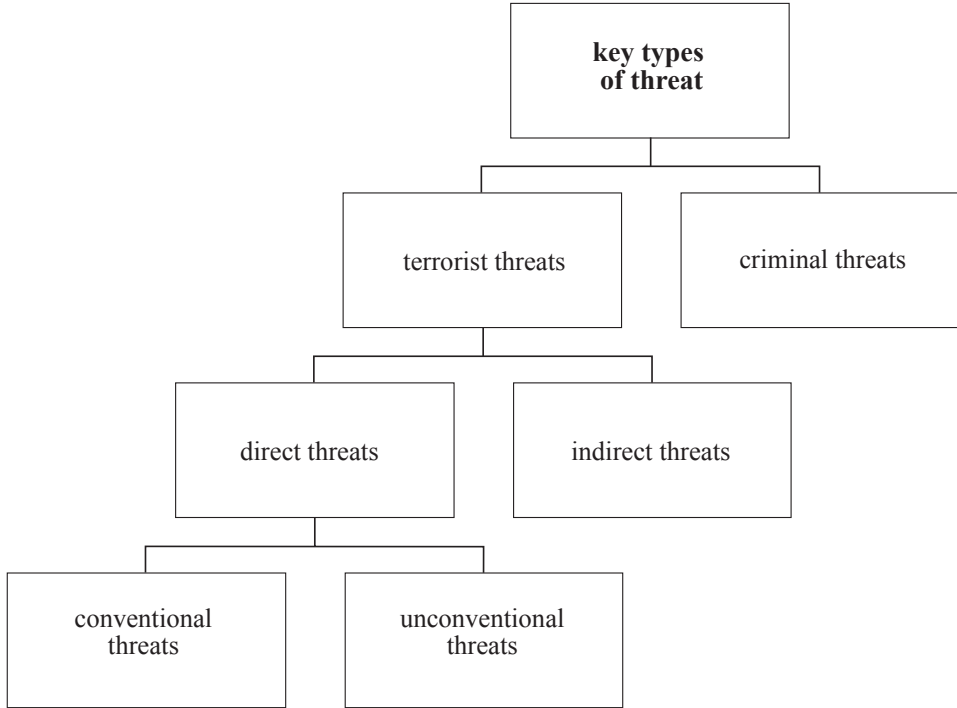 key types
of threat
terrorist threats
criminal threats
direct threats
indirect threats
conventional
threats
unconventional
threats